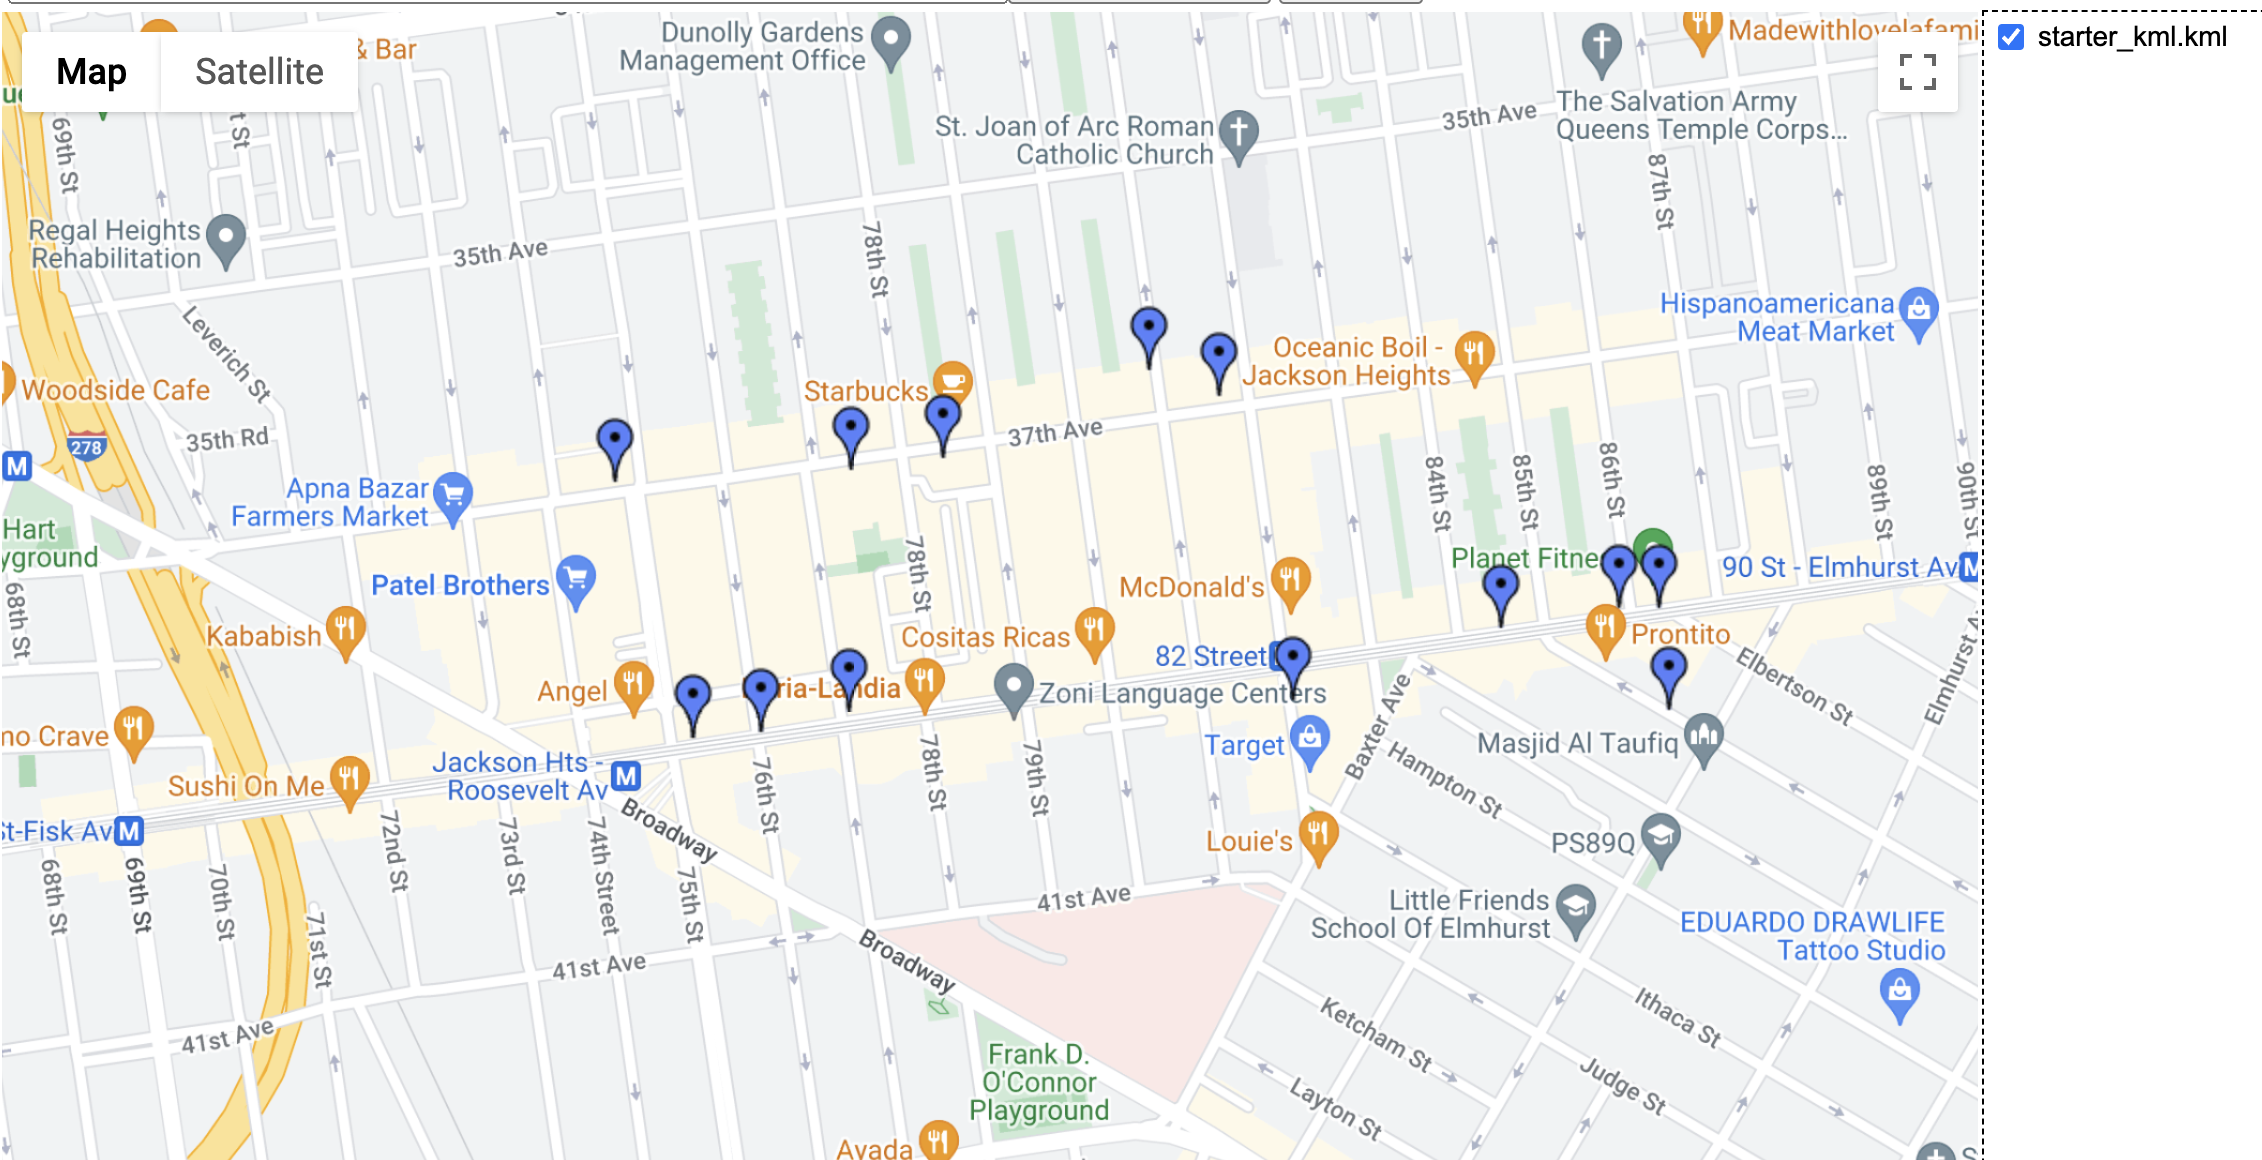 Map
Satellite
& Bar
Dunolly Gardens
Management Office
Madewithlovelafami
starter_kml.kml
St. Joan of Arc Roman
Catholic Church
35th Ave
The Salvation Army
Queens Temple Corps...
69th St
t St
87th St
Regal Heights
Rehabilitation
35th Ave
78th St
Hispanoamericana
Meat Market
Leverich St
Woodside Cafe
Starbucks
Oceanic Boil -
Jackson Heights
35th Rd
278
37th Ave
M
Apna Bazar
Farmers Market
84th St
85th St
86th St
89th St
90th St
Hart
yground
Patel Brothers
78th St
McDonald's
Planet Fitne
90 St - Elmhurst Av
M
68th St
Kababish
Cositas Ricas
82 Street
Prontito
Elbertson St
Elmhurst A
Angel
ria-Landia
Zoni Language Centers
Baxter Ave
mo Crave
Target
Masjid Al Taufiq
Jackson Hts -
Roosevelt Av
M
Sushi On Me
76th St
78th St
79th St
Hampton St
St-Fisk Av
M
Broadway
Louie's
PS89Q
68th St
69th St
70th St
71st St
72nd St
73rd St
74th Street
75th St
41st Ave
Little Friends
School Of Elmhurst
EDUARDO DRAWLIFE
Tattoo Studio
Broadway
41st Ave
41st Ave
Ketcham St
Ithaca St
Frank D.
O'Connor
Playground
Judge St
Layton St
Avada
S